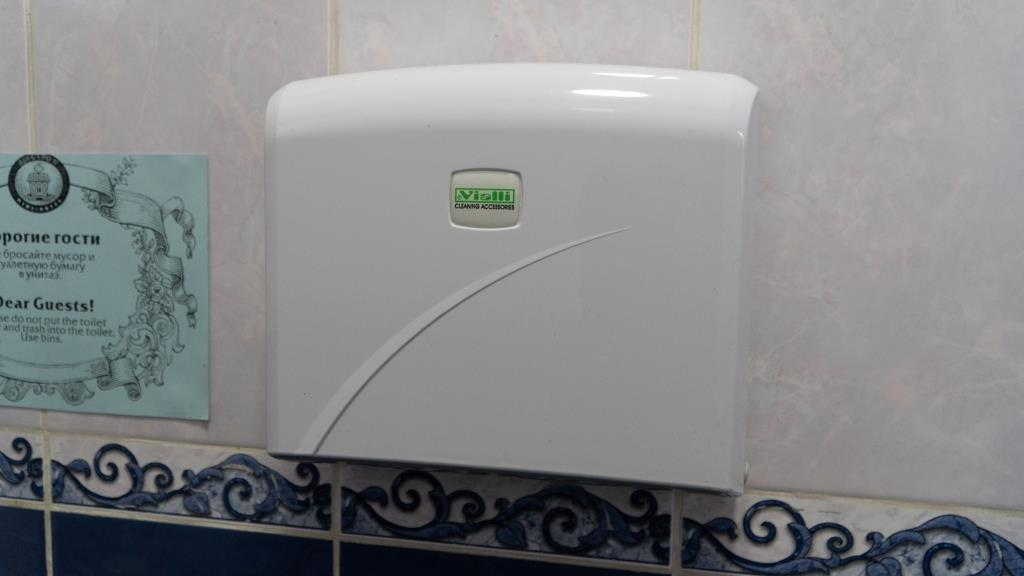 рогие гости
бросайте мусор и
уалетную бумагу
в унитаз.
Dear Guests!
se do not put the toilet
and trash into the toilet.
Use bins.
Vialli
CLEANING ACCESSORIES